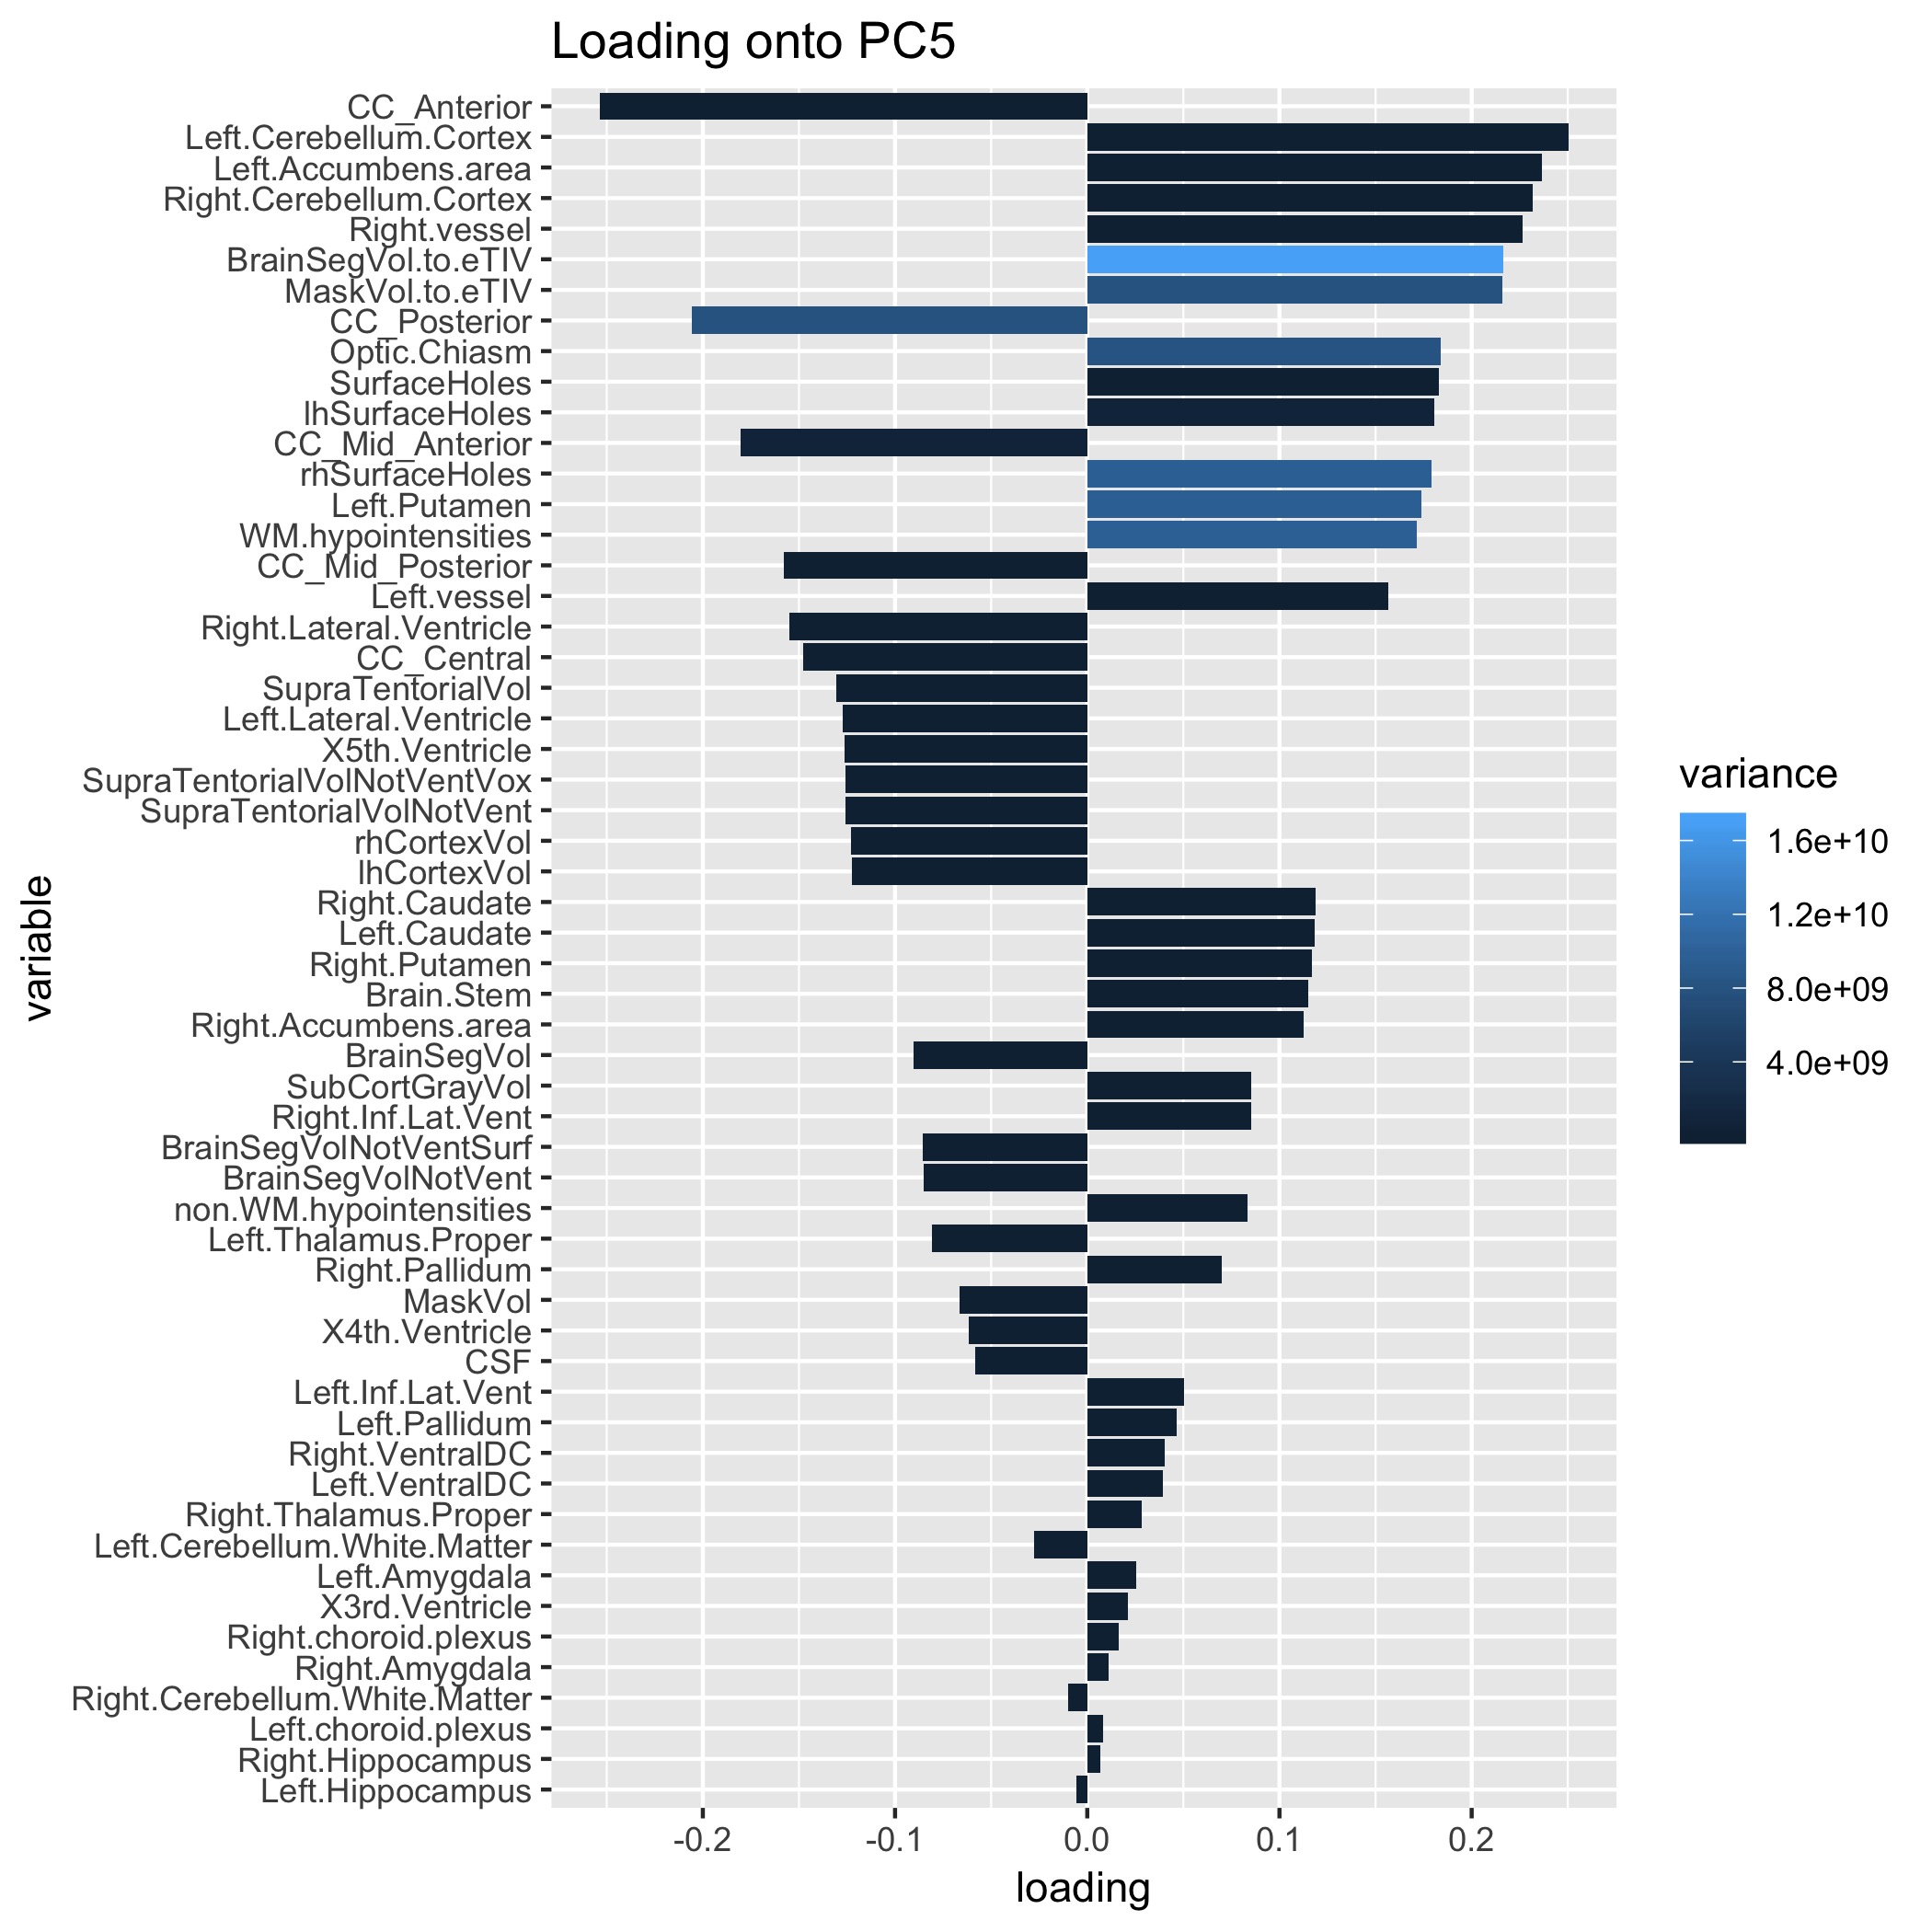 Loading onto PC5
CC_Anterior
Left.Cerebellum.Cortex
Left.Accumbens.area
Right.Cerebellum.Cortex
Right.vessel
BrainSegVol.to.eTIV
MaskVol.to.eTIV
CC_Posterior
Optic.Chiasm
SurfaceHoles
lhSurfaceHoles
CC_Mid_Anterior
rhSurfaceHoles
Left.Putamen
WM.hypointensities
CC_Mid_Posterior
Left.vessel
Right.Lateral.Ventricle
CC_Central
SupraTentorialVol
Left.Lateral.Ventricle
X5th.Ventricle
SupraTentorialVolNotVentVox
SupraTentorialVolNotVent
rhCortexVol
lhCortexVol
Right.Caudate
Left.Caudate
Right.Putamen
Brain.Stem
Right.Accumbens.area
BrainSegVol
SubCortGrayVol
Right.Inf.Lat.Vent
BrainSegVolNotVentSurf
BrainSegVolNotVent
non.WM.hypointensities
Left.Thalamus.Proper
Right.Pallidum
MaskVol
X4th.Ventricle
CSF
Left.Inf.Lat.Vent
Left.Pallidum
Right.VentralDC
Left.VentralDC
Right.Thalamus.Proper
Left.Cerebellum.White.Matter
Left.Amygdala
X3rd.Ventricle
Right.choroid.plexus
Right.Amygdala
Right.Cerebellum.White.Matter
Left.choroid.plexus
Right.Hippocampus
Left.Hippocampus
variable
-0.2 -0.1 0.0 0.1 0.2
loading
variance
1.6e+10
1.2e+10
8.0e+09
4.0e+09